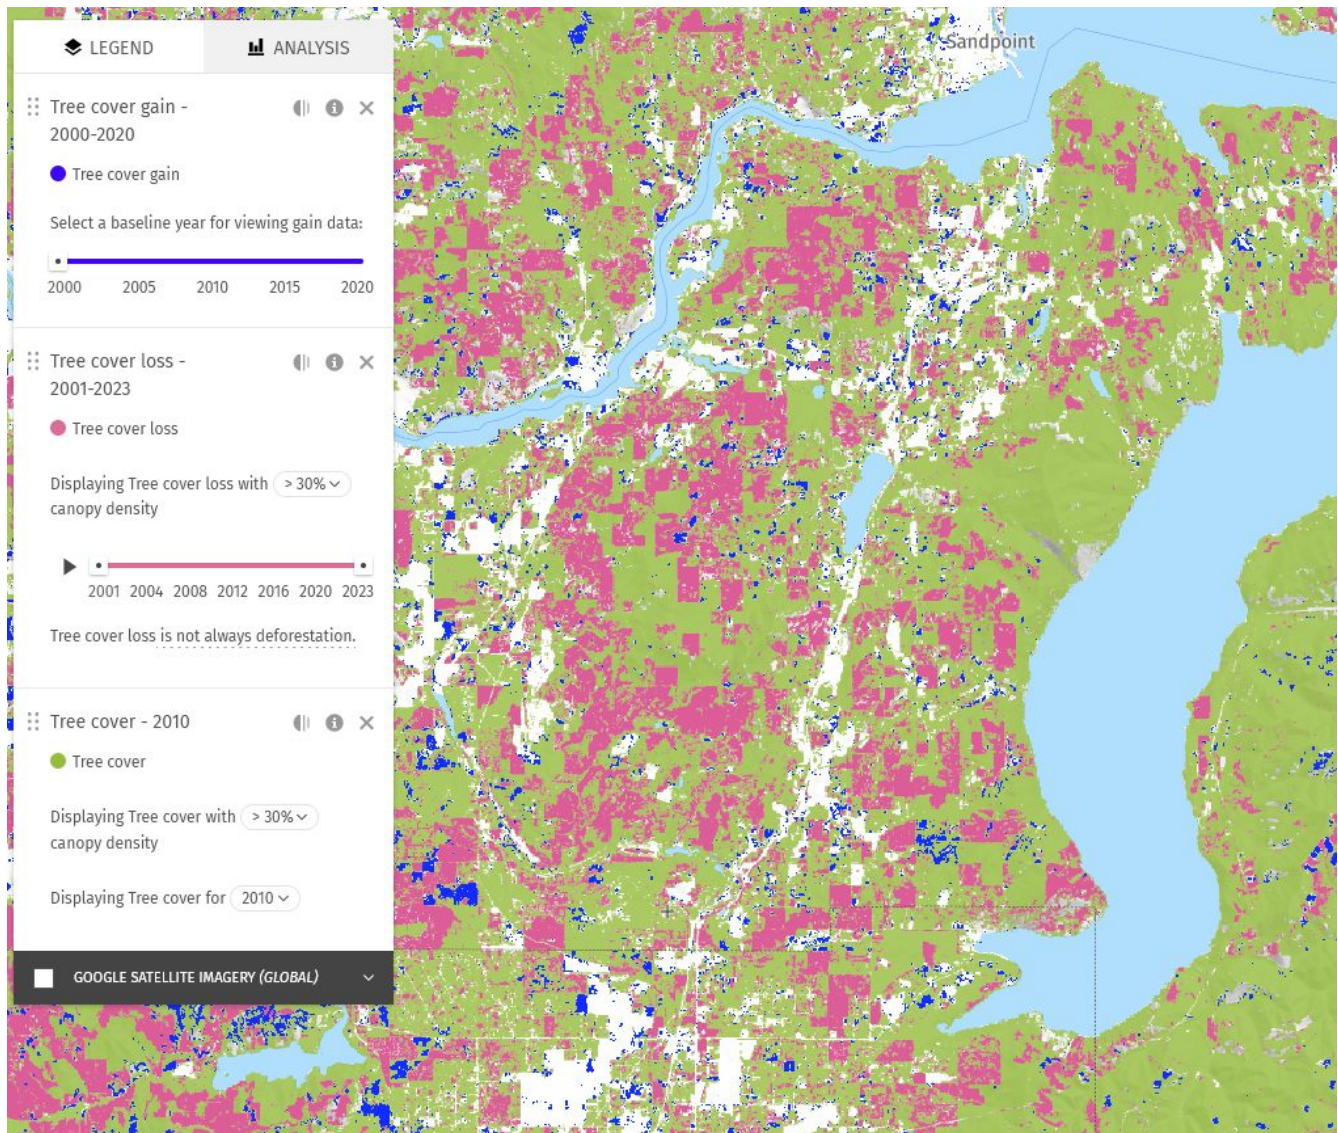 LEGEND
ANALYSIS
Tree cover gain -
2000-2020
Tree cover gain
Select a baseline year for viewing gain data:
2000 2005 2010 2015 2020
Tree cover loss -
2001-2023
Tree cover loss
Displaying Tree cover loss with > 30%
canopy density
2001 2004 2008 2012 2016 2020 2023
Tree cover loss is not always deforestation.
Tree cover - 2010
Tree cover
Displaying Tree cover with > 30%
canopy density
Displaying Tree cover for 2010
GOOGLE SATELLITE IMAGERY (GLOBAL)
Sandpoint